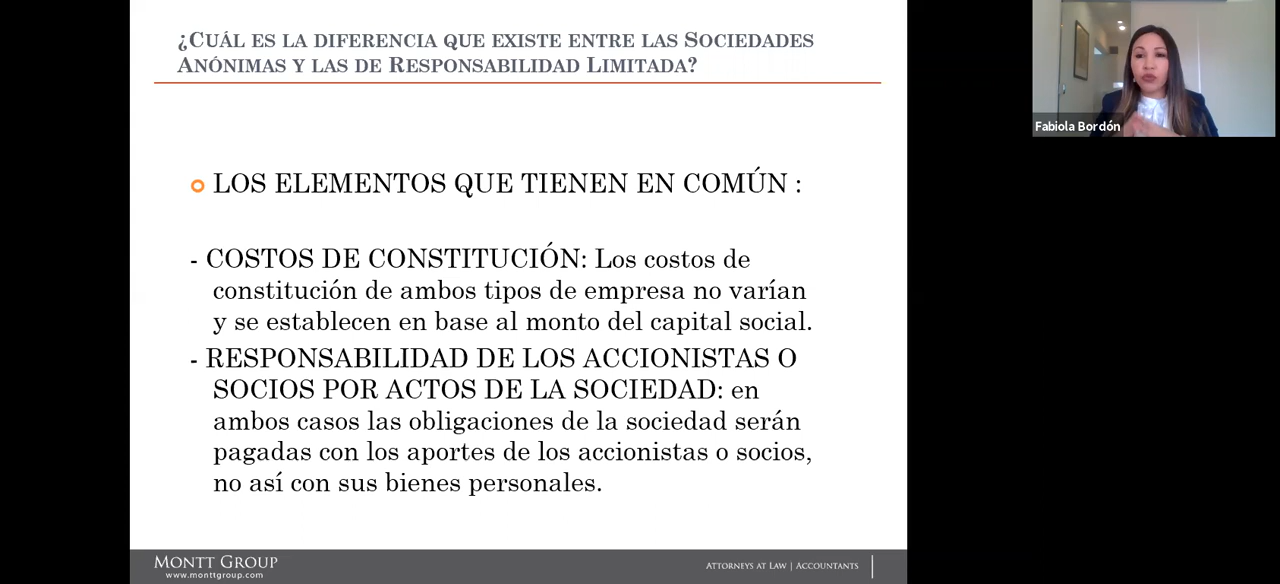 ¿Cuál es la diferencia que existe entre las Sociedades
Anónimas y las de Responsabilidad Limitada?
Fabiola Bordón
LOS ELEMENTOS QUE TIENEN EN COMÚN :
- COSTOS DE CONSTITUCIÓN: Los costos de
constitución de ambos tipos de empresa no varían
y se establecen en base al monto del capital social.
- RESPONSABILIDAD DE LOS ACCIONISTAS O
SOCIOS POR ACTOS DE LA SOCIEDAD: en
ambos casos las obligaciones de la sociedad serán
pagadas con los aportes de los accionistas o socios,
no así con sus bienes personales.
Montt Group
www.monttgroup.com
Attorneys at Law | Accountants